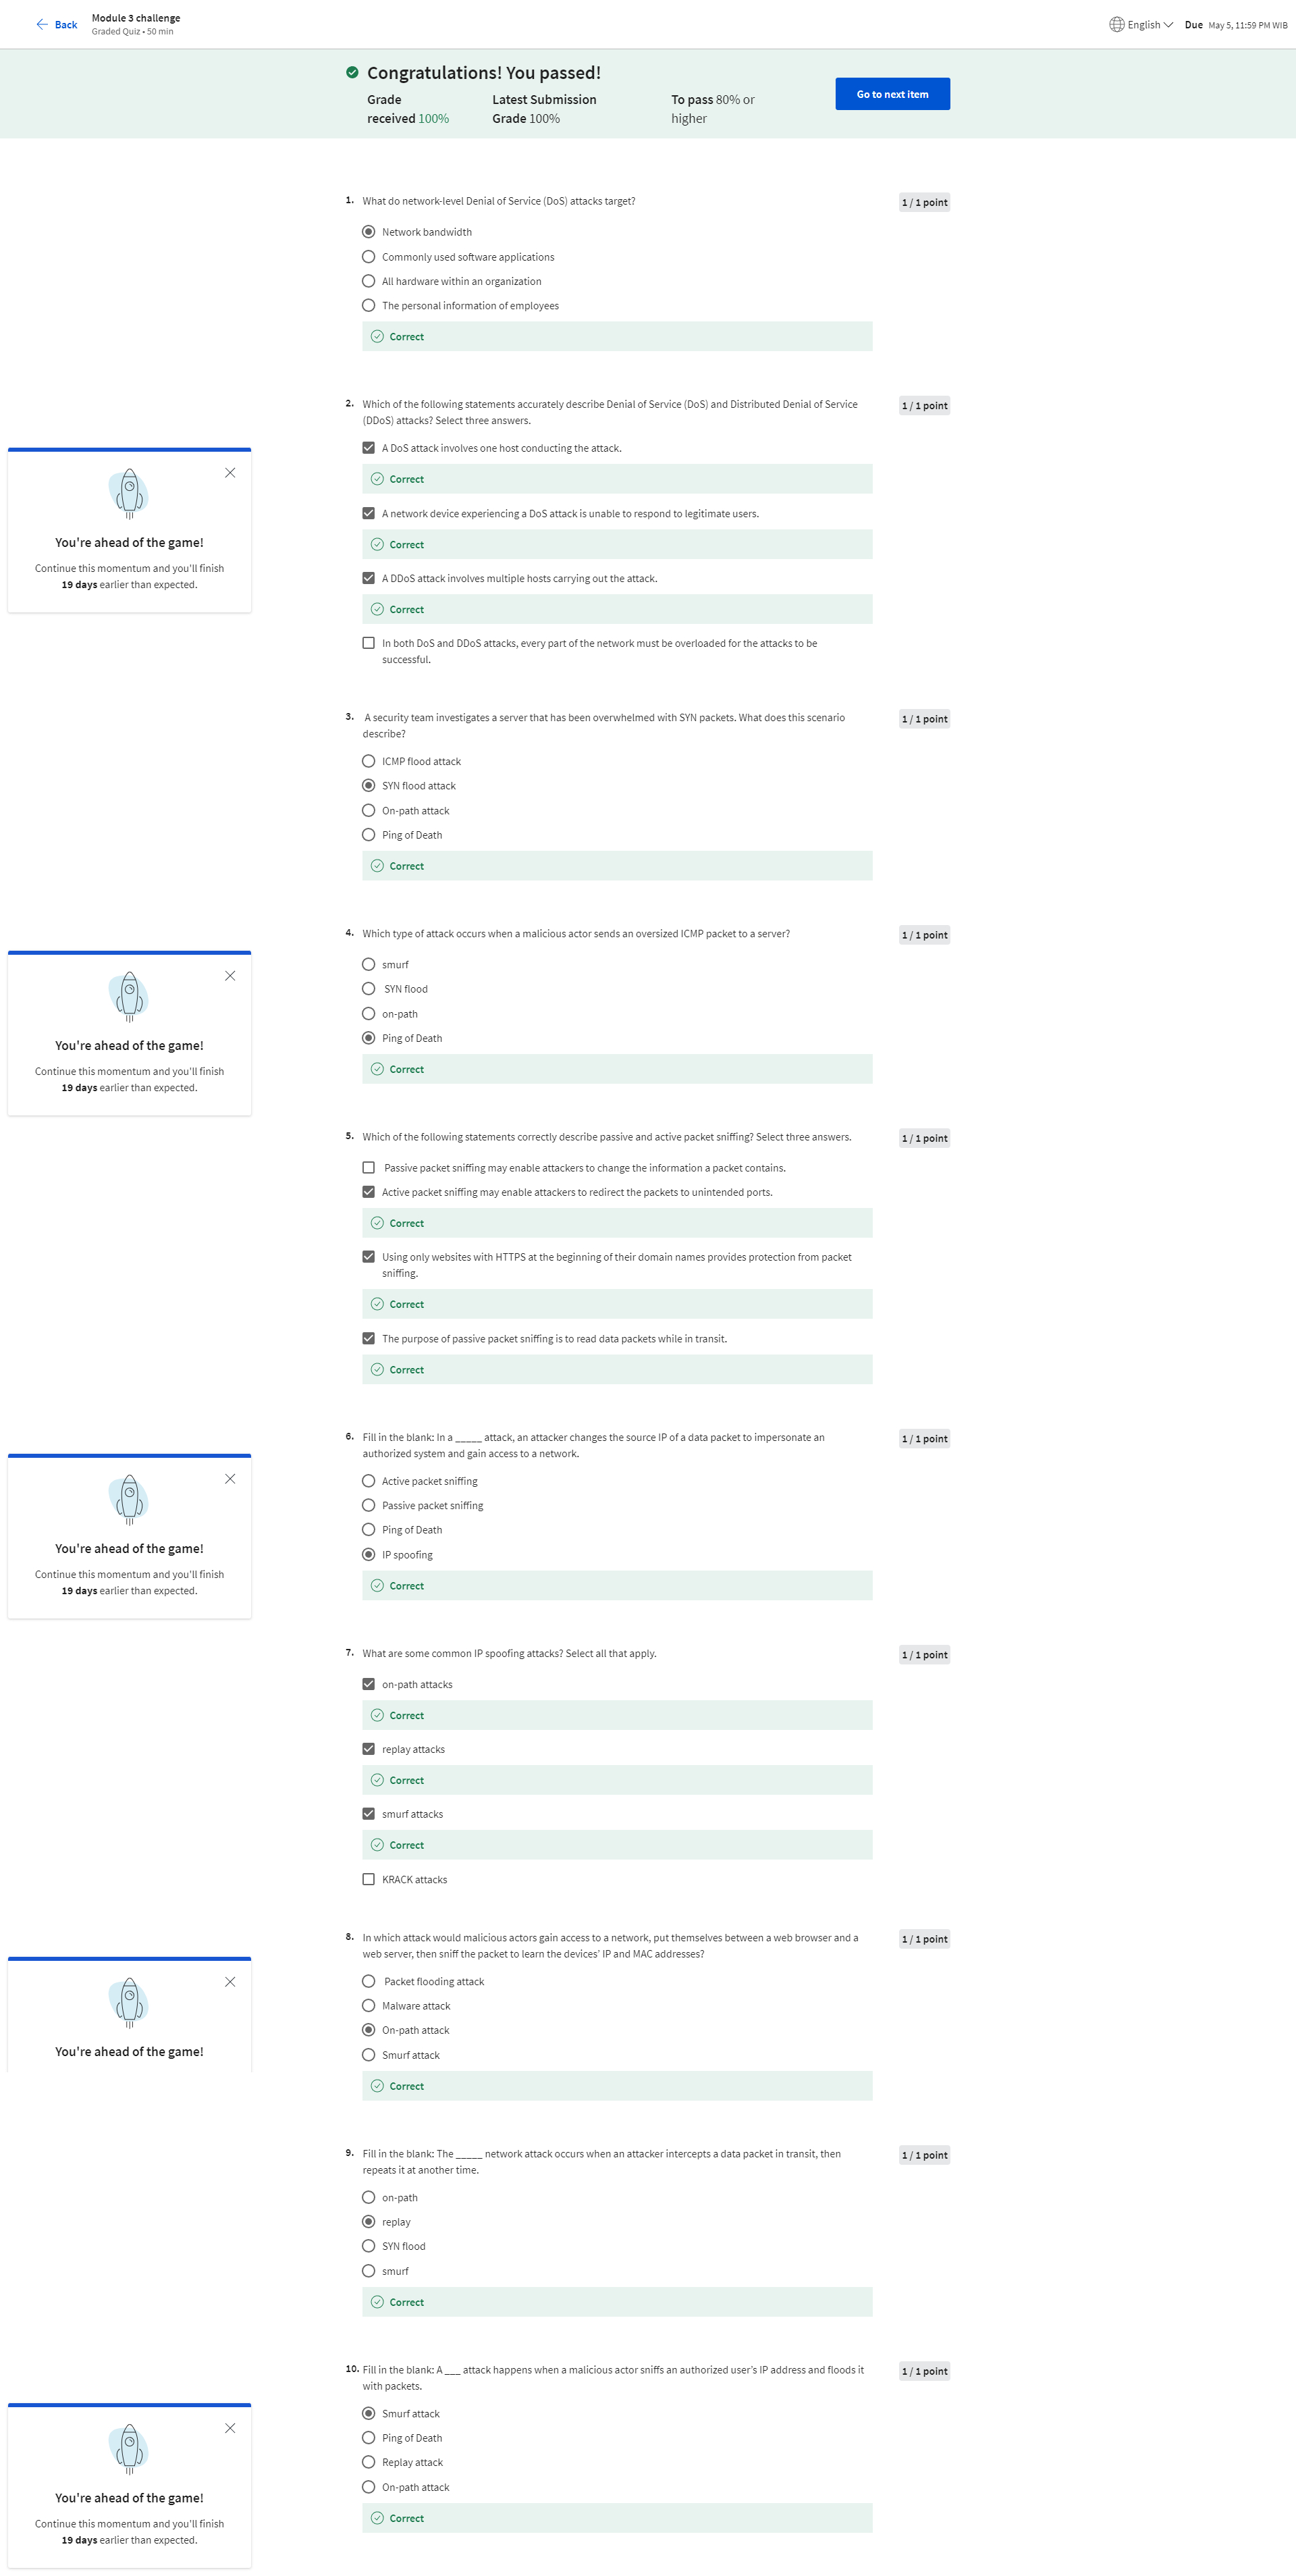 Back
Module 3 challenge
Graded Quiz • 50 min
English
Due May 5, 11:59 PM WIB
Congratulations! You passed!
Grade
received 100%
Latest Submission
Grade 100%
To pass 80% or
higher
Go to next item
1. What do network-level Denial of Service (DoS) attacks target?
1 / 1 point
Network bandwidth
Commonly used software applications
All hardware within an organization
The personal information of employees
Correct
2. Which of the following statements accurately describe Denial of Service (DoS) and Distributed Denial of Service
(DDoS) attacks? Select three answers.
1 / 1 point
A DoS attack involves one host conducting the attack.
Correct
A network device experiencing a DoS attack is unable to respond to legitimate users.
Correct
A DDoS attack involves multiple hosts carrying out the attack.
Correct
In both DoS and DDoS attacks, every part of the network must be overloaded for the attacks to be
successful.
You're ahead of the game!
Continue this momentum and you'll finish
19 days earlier than expected.
3. A security team investigates a server that has been overwhelmed with SYN packets. What does this scenario
describe?
1 / 1 point
ICMP flood attack
SYN flood attack
On-path attack
Ping of Death
Correct
4. Which type of attack occurs when a malicious actor sends an oversized ICMP packet to a server?
1 / 1 point
smurf
SYN flood
on-path
Ping of Death
Correct
You're ahead of the game!
Continue this momentum and you'll finish
19 days earlier than expected.
5. Which of the following statements correctly describe passive and active packet sniffing? Select three answers.
1 / 1 point
Passive packet sniffing may enable attackers to change the information a packet contains.
Active packet sniffing may enable attackers to redirect the packets to unintended ports.
Correct
Using only websites with HTTPS at the beginning of their domain names provides protection from packet
sniffing.
Correct
The purpose of passive packet sniffing is to read data packets while in transit.
Correct
6. Fill in the blank: In a _____ attack, an attacker changes the source IP of a data packet to impersonate an
authorized system and gain access to a network.
1 / 1 point
Active packet sniffing
Passive packet sniffing
Ping of Death
IP spoofing
Correct
You're ahead of the game!
Continue this momentum and you'll finish
19 days earlier than expected.
7. What are some common IP spoofing attacks? Select all that apply.
1 / 1 point
on-path attacks
Correct
replay attacks
Correct
smurf attacks
Correct
KRACK attacks
8. In which attack would malicious actors gain access to a network, put themselves between a web browser and a
web server, then sniff the packet to learn the devices' IP and MAC addresses?
1 / 1 point
Packet flooding attack
Malware attack
On-path attack
Smurf attack
Correct
You're ahead of the game!
9. Fill in the blank: The _____ network attack occurs when an attacker intercepts a data packet in transit, then
repeats it at another time.
1 / 1 point
on-path
replay
SYN flood
smurf
Correct
10. Fill in the blank: A ___ attack happens when a malicious actor sniffs an authorized user's IP address and floods it
with packets.
1 / 1 point
Smurf attack
Ping of Death
Replay attack
On-path attack
Correct
You're ahead of the game!
Continue this momentum and you'll finish
19 days earlier than expected.